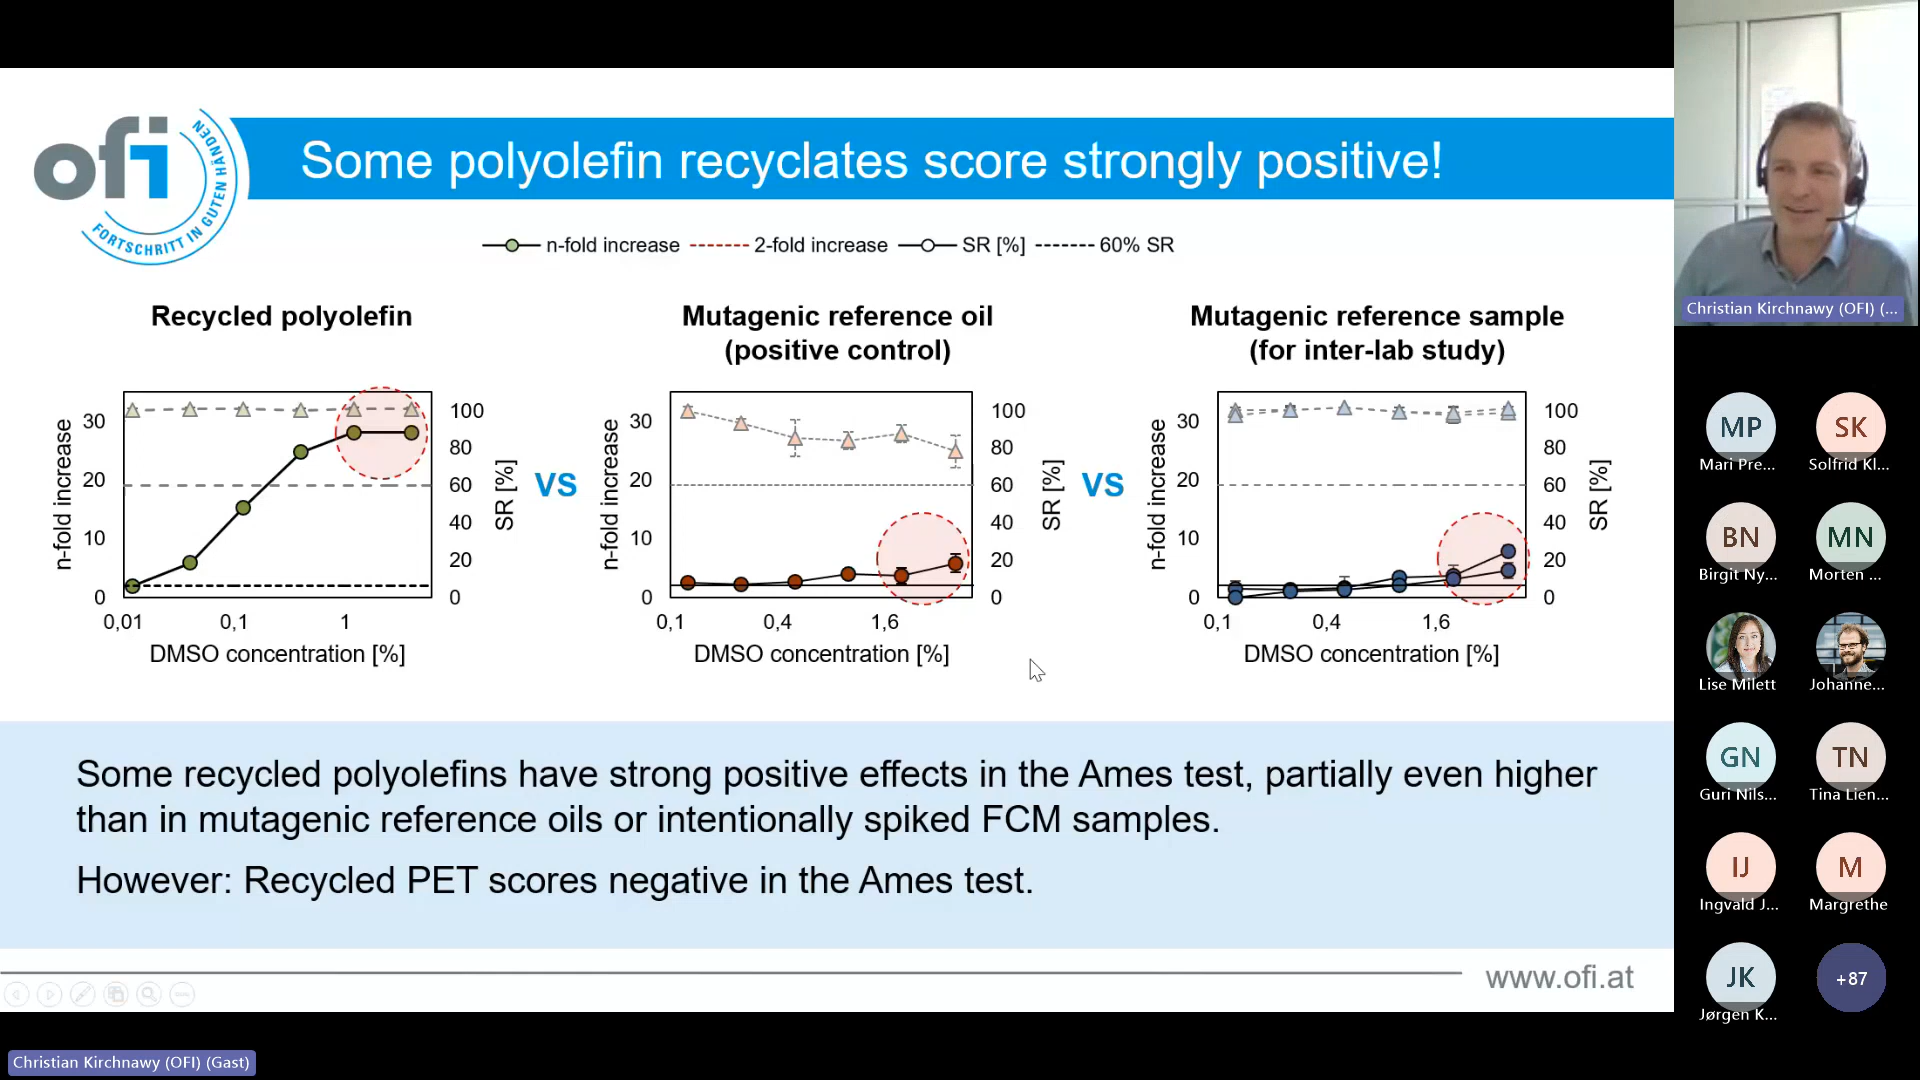 ofi
FORTSCHRITT IN GUTEN HÄNDEN
Some polyolefin recyclates score strongly positive!
n-fold increase 2-fold increase SR [%] 60% SR
Recycled polyolefin
n-fold increase
30
20
10
0
100
80
60
40
20
0
SR [%]
0,01 0,1 1
DMSO concentration [%]
VS
Mutagenic reference oil
(positive control)
n-fold increase
30
20
10
0
100
80
60
40
20
0
SR [%]
0,1 0,4 1,6
DMSO concentration [%]
VS
Mutagenic reference sample
(for inter-lab study)
n-fold increase
30
20
10
0
100
80
60
40
20
0
SR [%]
0,1 0,4 1,6
DMSO concentration [%]
Some recycled polyolefins have strong positive effects in the Ames test, partially even higher
than in mutagenic reference oils or intentionally spiked FCM samples.
However: Recycled PET scores negative in the Ames test.
www.ofi.at
Christian Kirchnawy (OFI) (Gast)
Christian Kirchnawy (OFI) (...
MP SK
Mari Pre... Solfrid Kl...
BN MN
Birgit Ny... Morten ...
Lise Milett Johanne...
GN TN
Guri Nils... Tina Lien...
IJ M
Ingvald J... Margrethe
JK +87
Jørgen K...